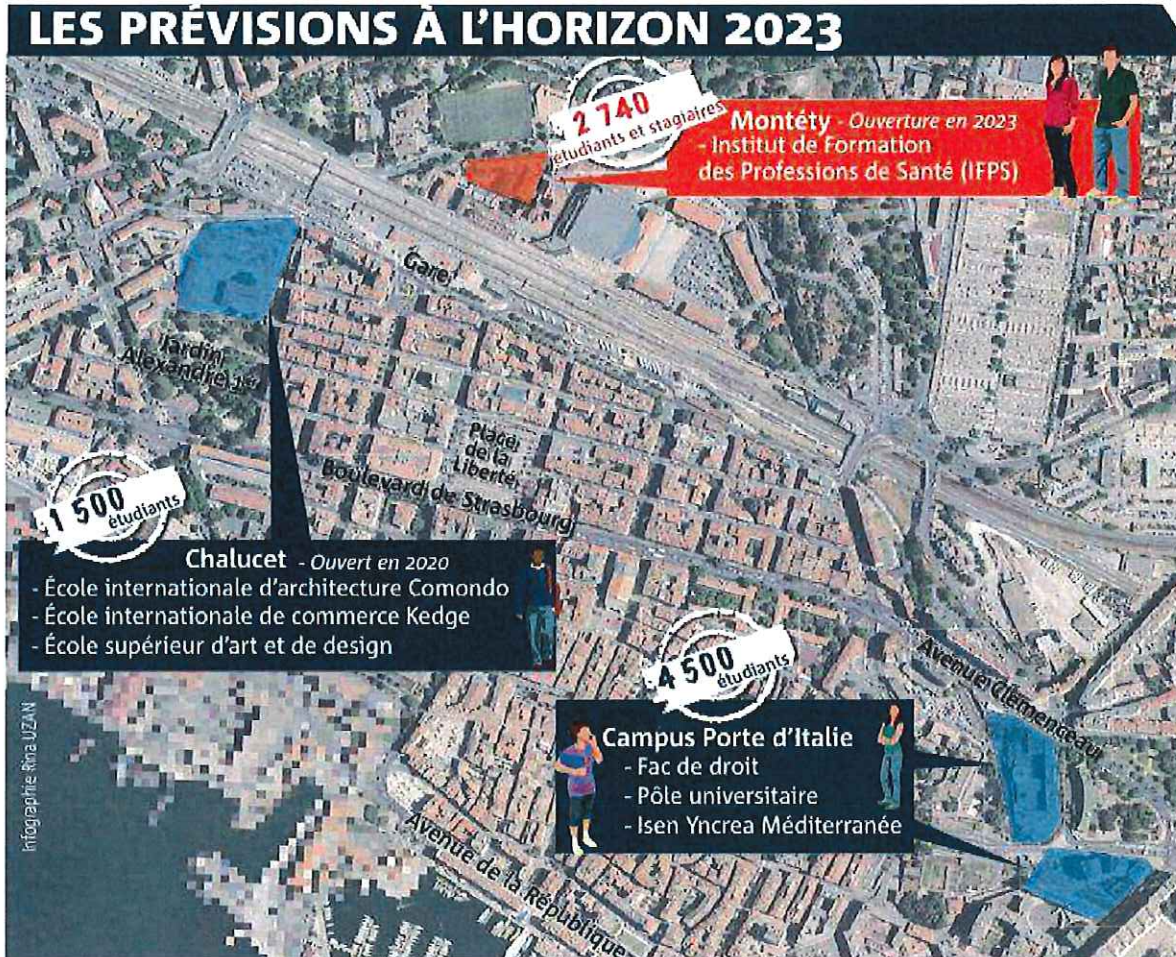 LES PRÉVISIONS À L'HORIZON 2023
2 740
étudiants et stagiaires
Montéty - Ouverture en 2023
- Institut de Formation
des Professions de Santé (IFPS)
Gare
Jardin
Alexandre 1er
Place
de la
Liberté
Boulevard de Strasbourg
1 500
étudiants
Chalucet - Ouvert en 2020
- École internationale d'architecture Comondo
- École internationale de commerce Kedge
- École supérieur d'art et de design
4 500
étudiants
Avenue Clemenceau
Campus Porte d'Italie
- Fac de droit
- Pôle universitaire
- Isen Yncrea Méditerranée
Avenue de la République
Infographie Rina UZAN